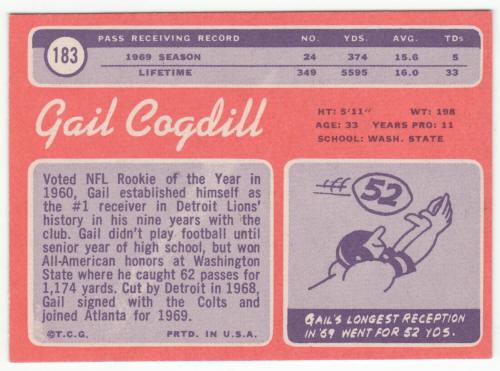 183
PASS RECEIVING RECORD NO. YDS. AVG. TDs
1969 SEASON 24 374 15.6 5
LIFETIME 349 5595 16.0 33
Gail Cogdill
HT: 5'11" WT: 198
AGE: 33 YEARS PRO: 11
SCHOOL: WASH. STATE
Voted NFL Rookie of the Year in
1960, Gail established himself as
the #1 receiver in Detroit Lions'
history in his nine years with the
club. Gail didn't play football until
senior year of high school, but won
All-American honors at Washington
State where he caught 62 passes for
1,174 yards. Cut by Detroit in 1968,
Gail signed with the Colts and
joined Atlanta for 1969.
©T.C.G. PRTD. IN U.S.A.
52
GAIL'S LONGEST RECEPTION
IN '69 WENT FOR 52 YDS.